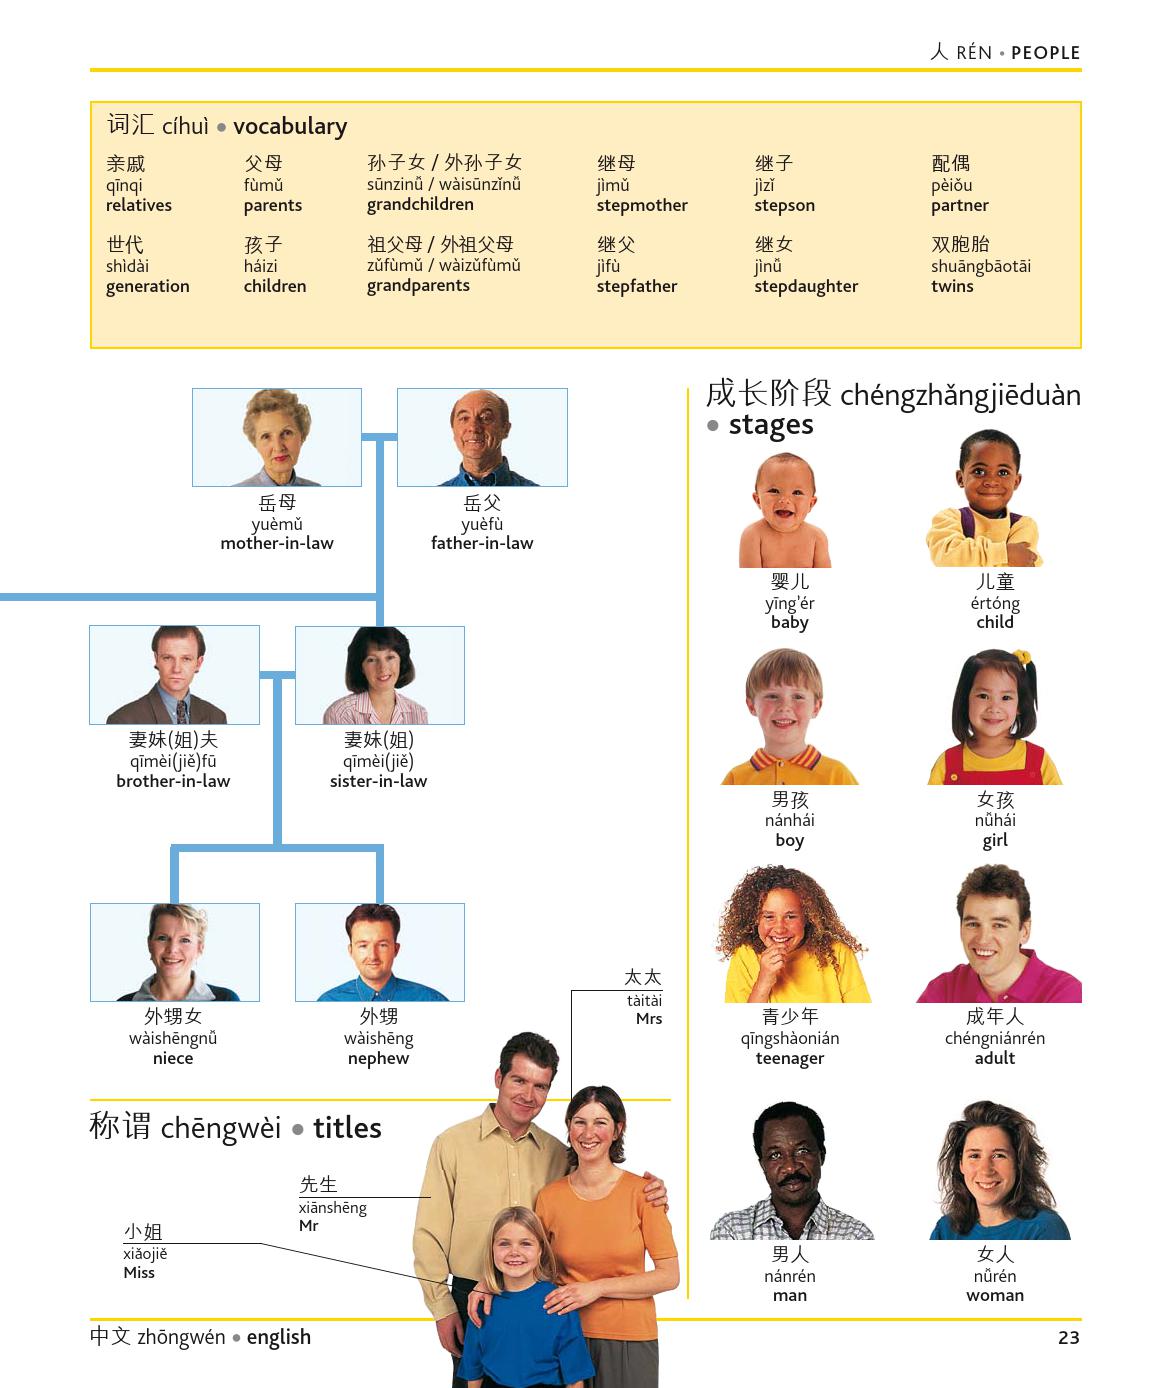 人 RÉN • PEOPLE
词汇 cíhuì • vocabulary
亲戚
qīnqi
relatives
父母
fùmǔ
parents
孙子女 / 外孙子女
sūnzinǚ / wàisūnzǐnǚ
grandchildren
继母
jìmǔ
stepmother
继子
jìzǐ
stepson
配偶
pèiǒu
partner
世代
shìdài
generation
孩子
háizi
children
祖父母 / 外祖父母
zǔfùmǔ / wàizǔfùmǔ
grandparents
继父
jìfù
stepfather
继女
jìnǚ
stepdaughter
双胞胎
shuāngbāotāi
twins
岳母
yuèmǔ
mother-in-law
岳父
yuèfù
father-in-law
妻妹(姐)夫
qīmèi(jiě)fū
brother-in-law
妻妹(姐)
qīmèi(jiě)
sister-in-law
外甥女
wàishēngnǚ
niece
外甥
wàishēng
nephew
成长阶段 chéngzhǎngjiēduàn
• stages
婴儿
yīng'ér
baby
儿童
értóng
child
男孩
nánhái
boy
女孩
nǚhái
girl
青少年
qīngshàonián
teenager
成年人
chéngniánrén
adult
男人
nánrén
man
女人
nǚrén
woman
称谓 chēngwèi • titles
太太
tàitài
Mrs
先生
xiānshēng
Mr
小姐
xiǎojiě
Miss
中文 zhōngwén • english
23